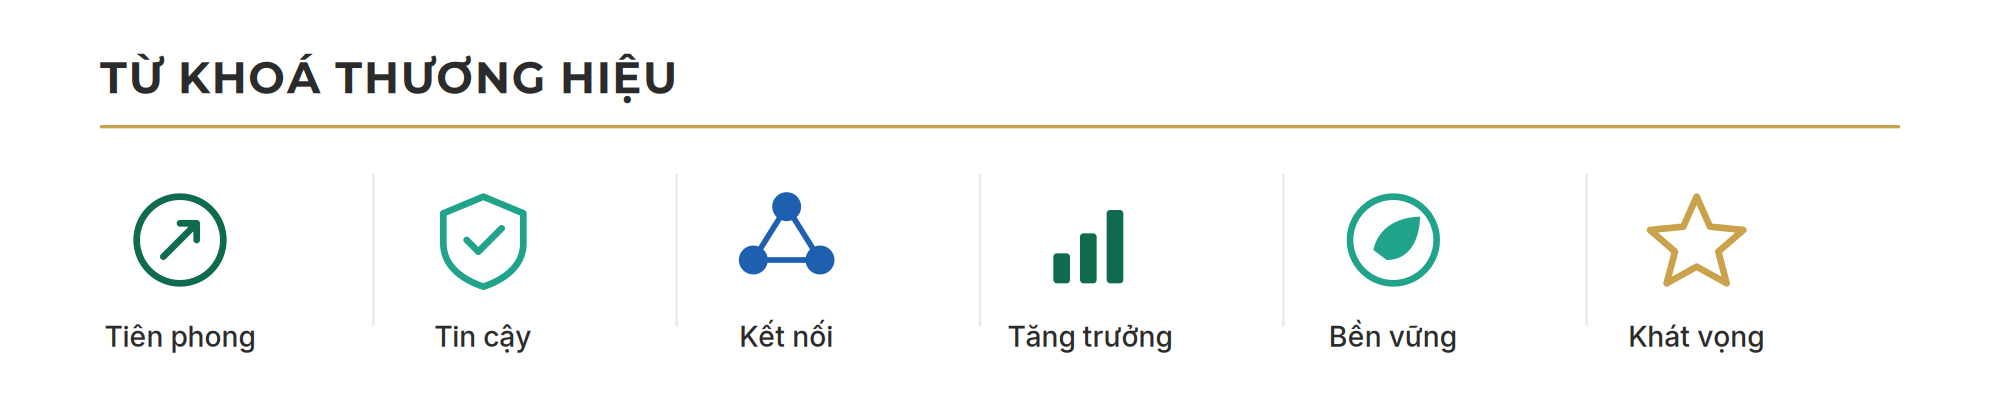 TỪ KHOÁ THƯƠNG HIỆU
Tiên phong
Tin cậy
Kết nối
Tăng trưởng
Bền vững
Khát vọng